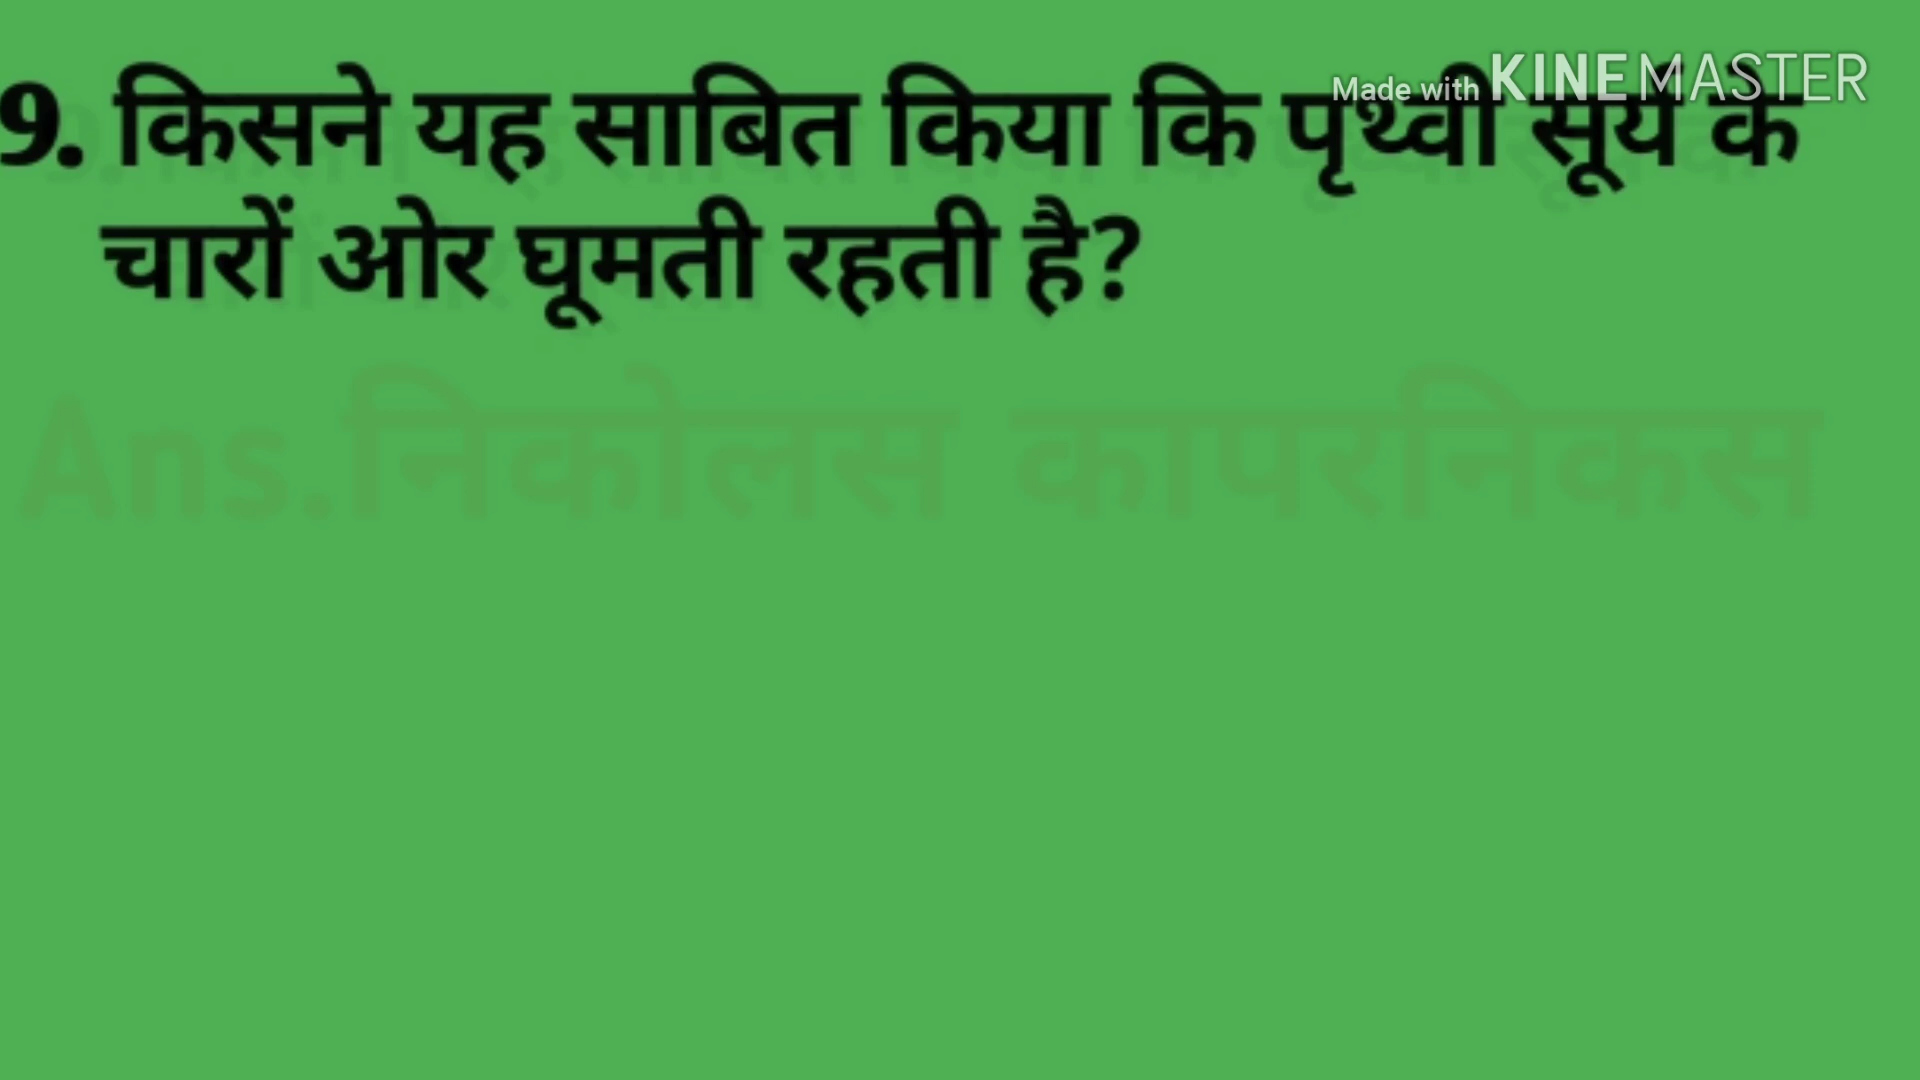 Made with KINEMASTER
9. किसने यह साबित किया कि पृथ्वी सूर्य के
चारों ओर घूमती रहती है?
Ans.निकोलस कापरनिकस